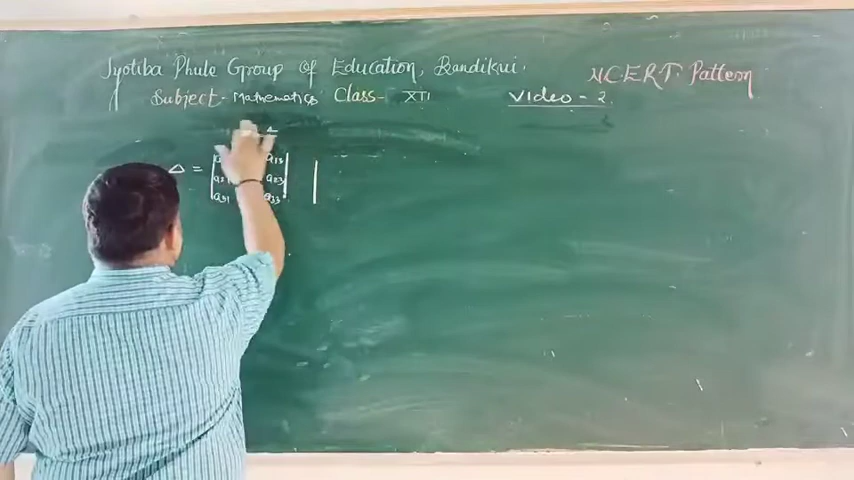 Jyotiba Phule Group of Education, Bandikui.
NCERT. Pattern
Subject- Mathematics Class- XII Video - 2
Δ = a13
a21 a23
a31 a33